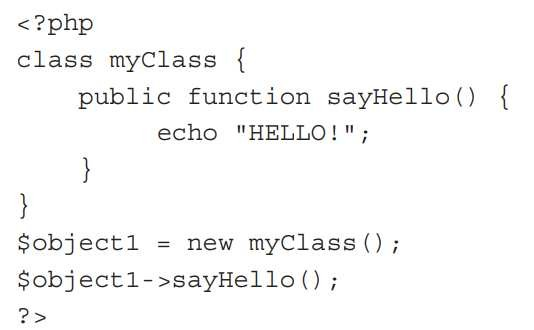 <?php
class myClass {
    public function sayHello() {
         echo "HELLO!";
    }
}
$object1 = new myClass();
$object1->sayHello();
?>